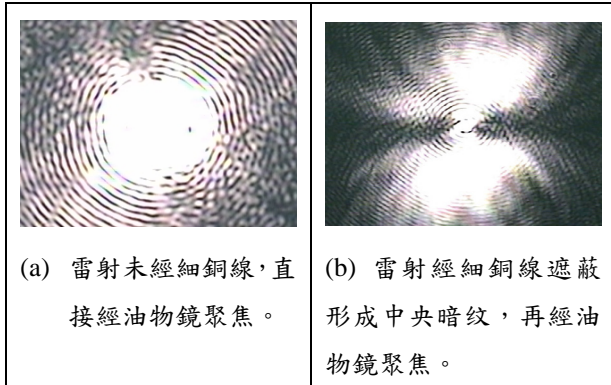 (a) 雷射未經細銅線，直
接經油物鏡聚焦。
(b) 雷射經細銅線遮蔽
形成中央暗纹，再經油
物鏡聚焦。